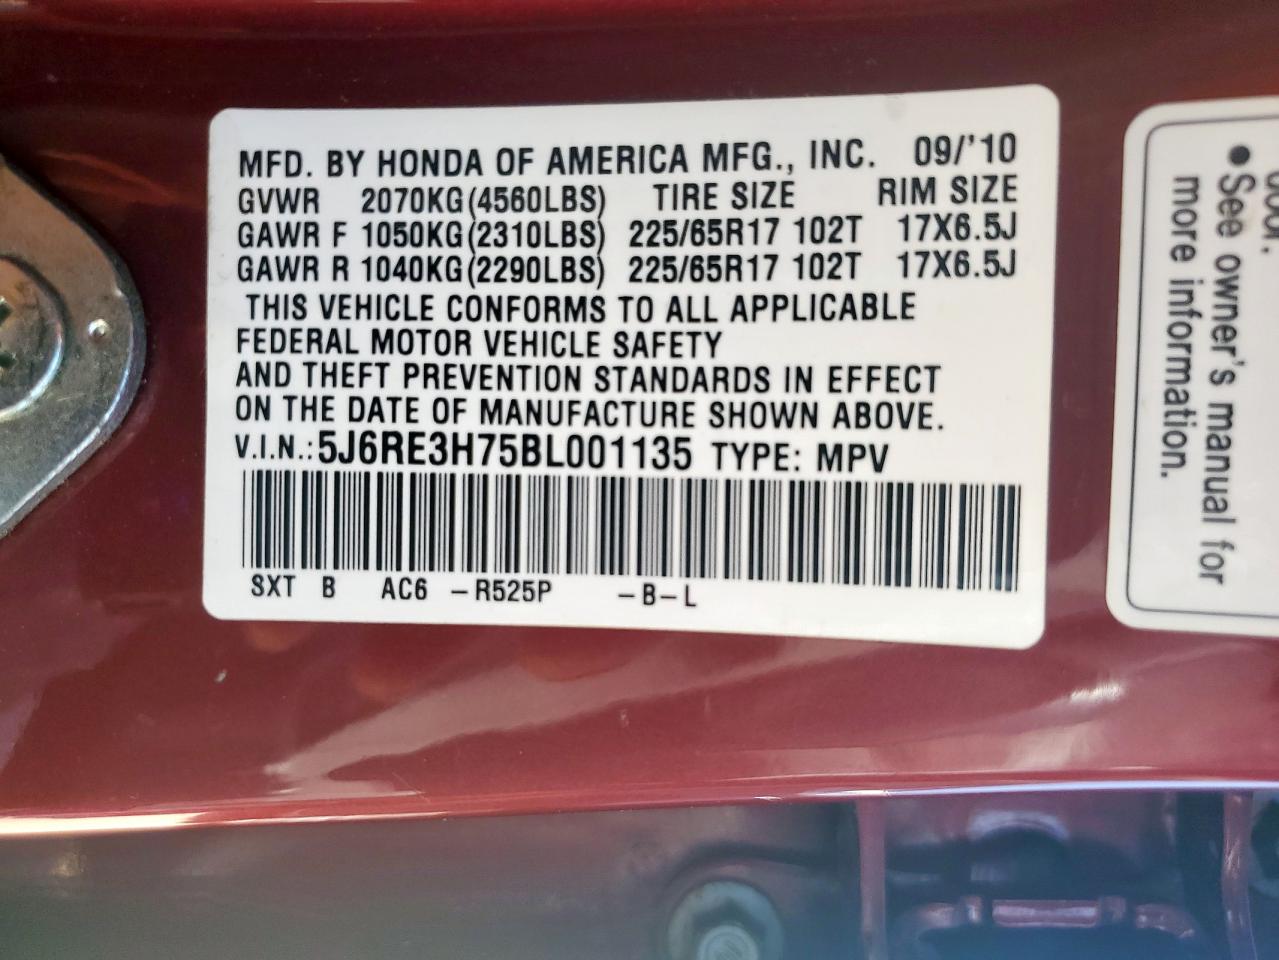 MFD. BY HONDA OF AMERICA MFG., INC. 09/'10
GVWR 2070KG(4560LBS) TIRE SIZE RIM SIZE
GAWR F 1050KG(2310LBS) 225/65R17 102T 17X6.5J
GAWR R 1040KG(2290LBS) 225/65R17 102T 17X6.5J
THIS VEHICLE CONFORMS TO ALL APPLICABLE
FEDERAL MOTOR VEHICLE SAFETY
AND THEFT PREVENTION STANDARDS IN EFFECT
ON THE DATE OF MANUFACTURE SHOWN ABOVE.
V.I.N.:5J6RE3H75BL001135 TYPE: MPV
SXT B AC6 -R525P -B-L
● See owner's manual for
more information.